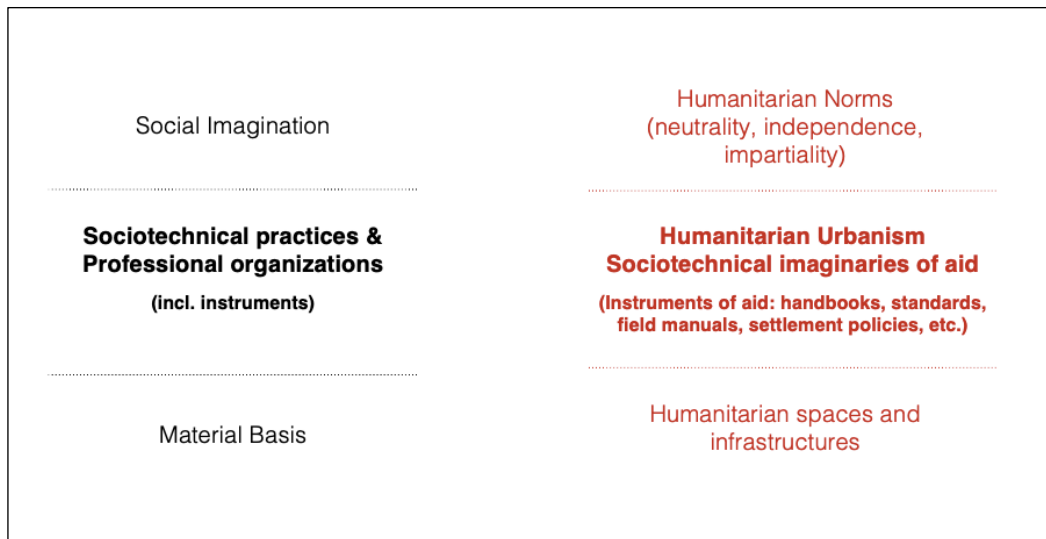 Social Imagination
Sociotechnical practices &
Professional organizations
(incl. instruments)
Material Basis
Humanitarian Norms
(neutrality, independence,
impartiality)
Humanitarian Urbanism
Sociotechnical imaginaries of aid
(Instruments of aid: handbooks, standards,
field manuals, settlement policies, etc.)
Humanitarian spaces and
infrastructures